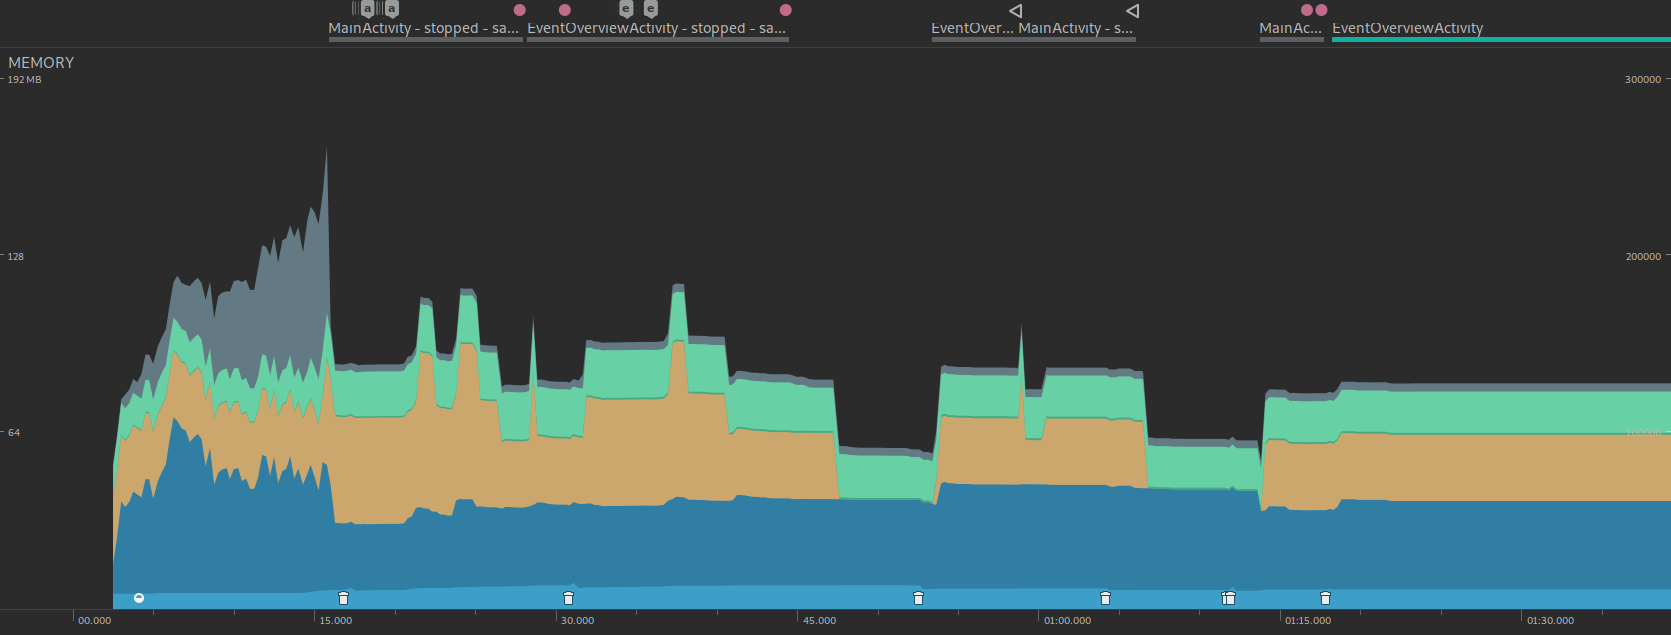 a a e e
MainActivity - stopped - sa... EventOverviewActivity - stopped - sa... EventOver... MainActivity - s... MainAc... EventOverviewActivity
MEMORY
192 MB 300000
128 200000
64 100000
00.000 15.000 30.000 45.000 01:00.000 01:15.000 01:30.000